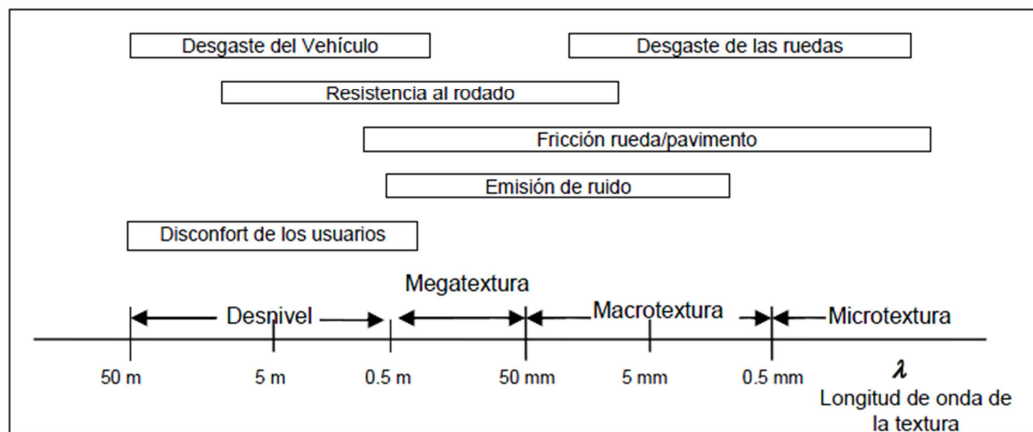 Desgaste del Vehículo
Desgaste de las ruedas
Resistencia al rodado
Fricción rueda/pavimento
Emisión de ruido
Disconfort de los usuarios
Megatextura
Desnivel
Macrotextura
Microtextura
50 m
5 m
0.5 m
50 mm
5 mm
0.5 mm
λ
Longitud de onda de
la textura